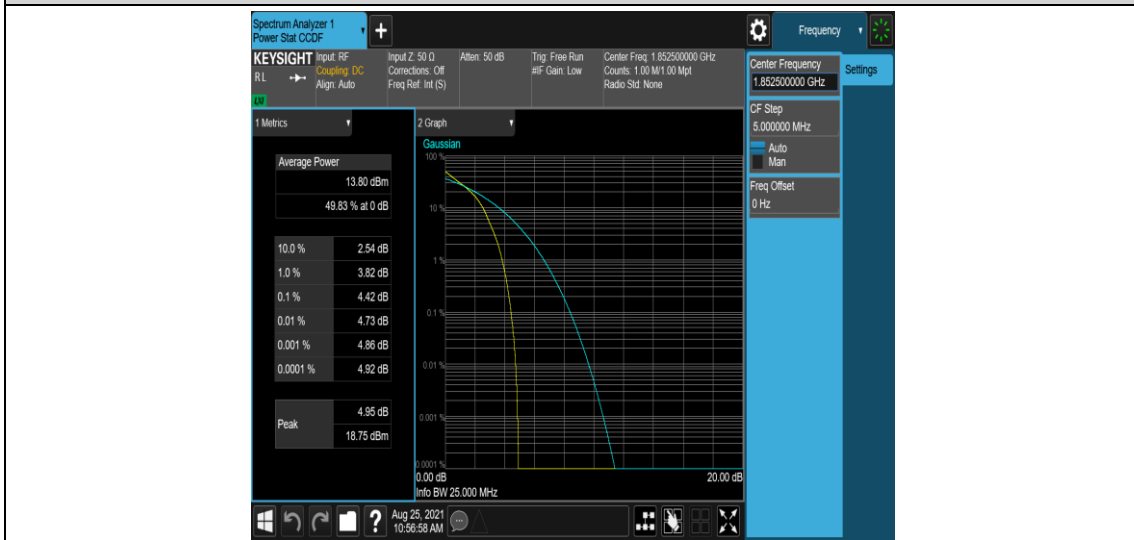 Spectrum Analyzer 1
Power Stat CCDF
+
Frequency
KEYSIGHT
RL
Input: RF
Coupling: DC
Align: Auto
Input Z: 50 Ω
Corrections: Off
Freq Ref: Int (S)
Atten: 50 dB
Trig: Free Run
#IF Gain: Low
Center Freq: 1.852500000 GHz
Counts: 1.00 M/1.00 Mpt
Radio Std: None
Center Frequency
1.852500000 GHz
Settings
CF Step
5.000000 MHz
Auto
Man
Freq Offset
0 Hz
1 Metrics
Average Power
13.80 dBm
49.83 % at 0 dB
10.0 % 2.54 dB
1.0 % 3.82 dB
0.1 % 4.42 dB
0.01 % 4.73 dB
0.001 % 4.86 dB
0.0001 % 4.92 dB
Peak
4.95 dB
18.75 dBm
2 Graph
Gaussian
100 %
10 %
1 %
0.1 %
0.01 %
0.001 %
0.0001 %
0.00 dB 20.00 dB
Info BW 25.000 MHz
?
Aug 25, 2021
10:56:58 AM